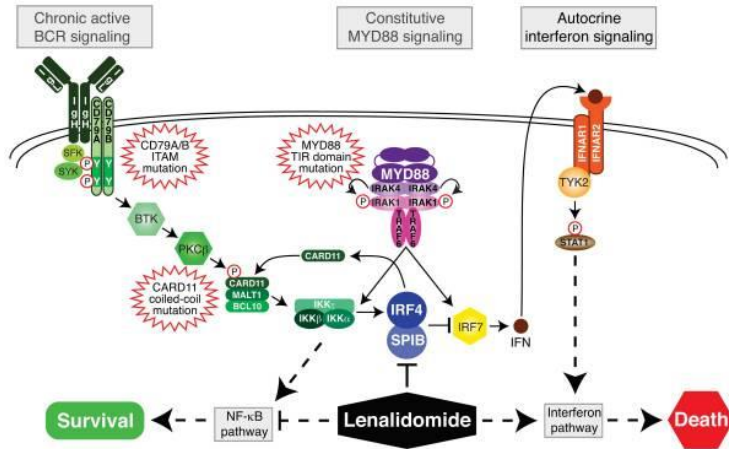 Chronic active
BCR signaling
Constitutive
MYD88 signaling
Autocrine
interferon signaling
IgL
IgH
IgH
IgL
CD79A
CD79B
SFK
SYK
P
P
Y
Y
Y
Y
CD79A/B
ITAM
mutation
MYD88
TIR domain
mutation
MYD88
IRAK4
IRAK4
P
IRAK1
IRAK1
P
TRAF6
TRAF6
IFNAR1
IFNAR2
TYK2
P
STAT1
BTK
PKCβ
CARD11
coiled-coil
mutation
P
CARD11
MALT1
BCL10
CARD11
IKKγ
IKKβ
IKKα
IRF4
SPIB
IRF7
IFN
Survival
NF-κB
pathway
Lenalidomide
Interferon
pathway
Death